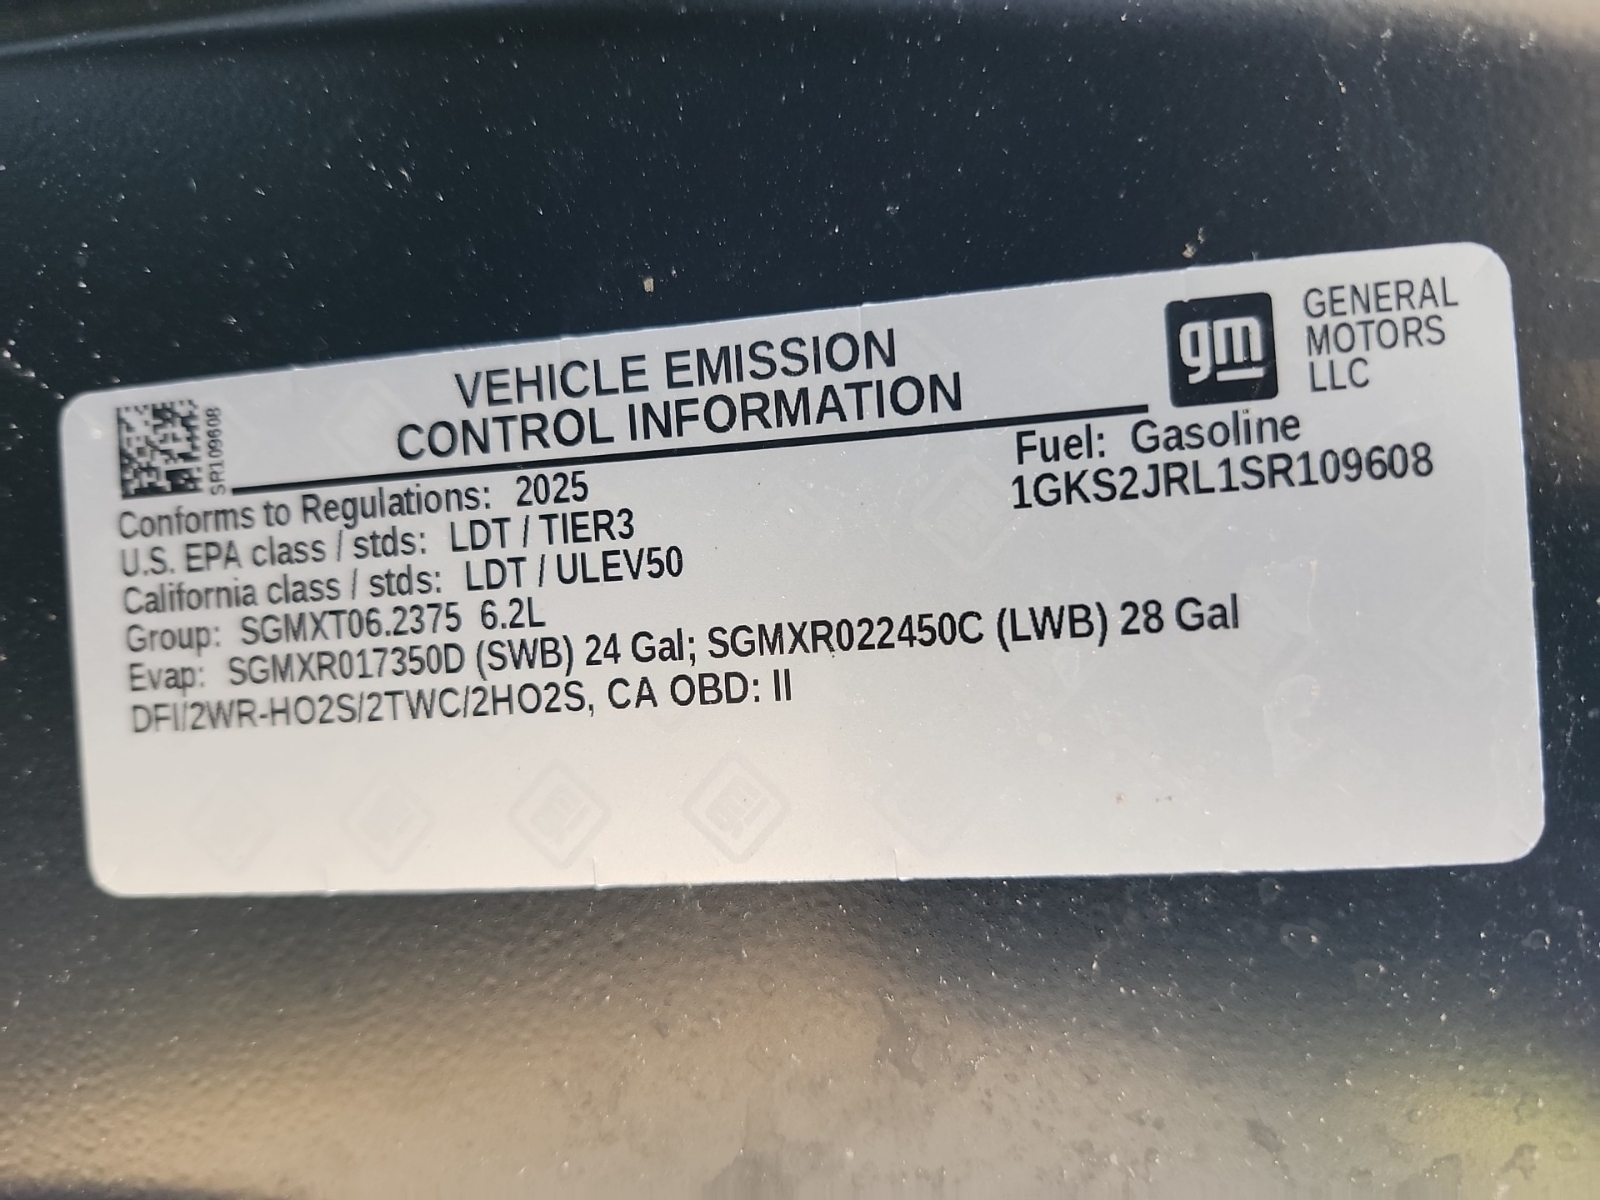 VEHICLE EMISSION
CONTROL INFORMATION
gm
GENERAL
MOTORS
LLC
SR109608
Fuel: Gasoline
1GKS2JRL1SR109608
Conforms to Regulations: 2025
U.S. EPA class / stds: LDT / TIER3
California class / stds: LDT / ULEV50
Group: SGMXT06.2375 6.2L
Evap: SGMXR017350D (SWB) 24 Gal; SGMXR022450C (LWB) 28 Gal
DFI/2WR-HO2S/2TWC/2HO2S, CA OBD: II